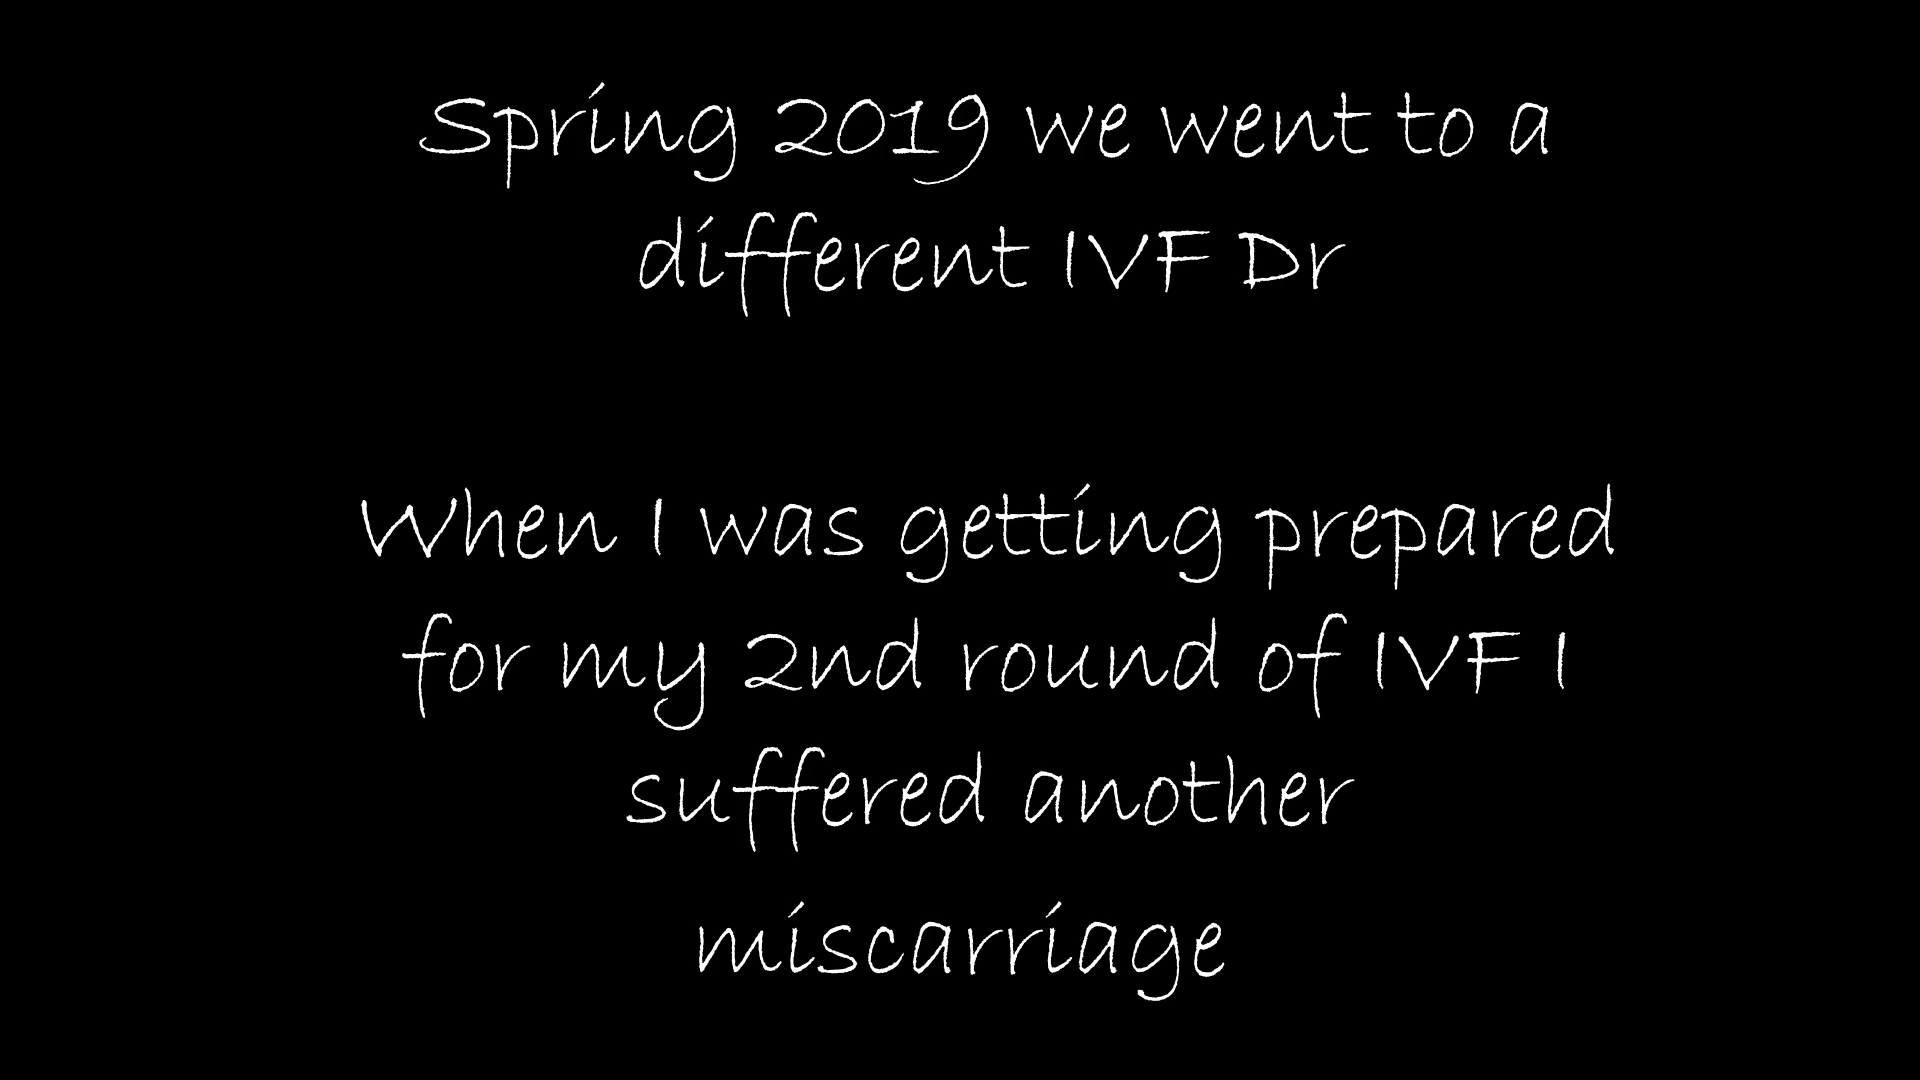 Spring 2019 we went to a
different IVF Dr
When I was getting prepared
for my 2nd round of IVF I
suffered another
miscarriage